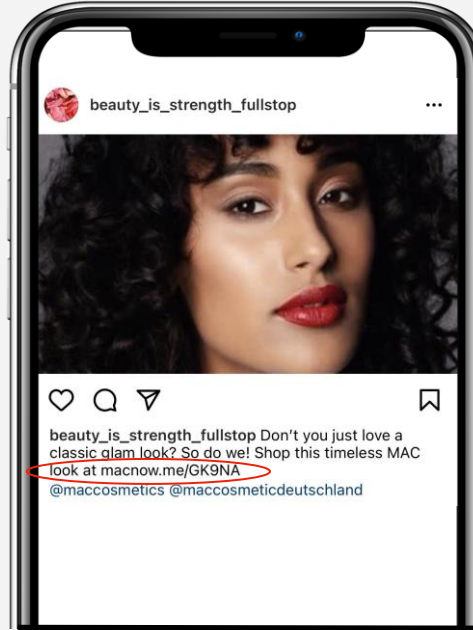 beauty_is_strength_fullstop
beauty_is_strength_fullstop Don't you just love a
classic glam look? So do we! Shop this timeless MAC
look at macnow.me/GK9NA
@maccosmetics @maccosmeticdeutschland